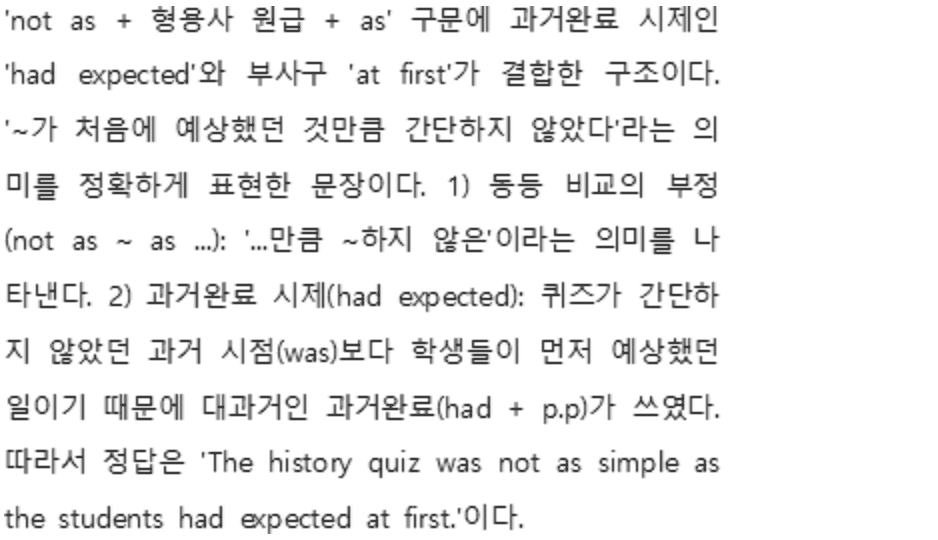 'not as + 형용사 원급 + as' 구문에 과거완료 시제인
'had expected'와 부사구 'at first'가 결합한 구조이다.
'~가 처음에 예상했던 것만큼 간단하지 않았다'라는 의
미를 정확하게 표현한 문장이다. 1) 동등 비교의 부정
(not as ~ as ...): '...만큼 ~하지 않은'이라는 의미를 나
타낸다. 2) 과거완료 시제(had expected): 퀴즈가 간단하
지 않았던 과거 시점(was)보다 학생들이 먼저 예상했던
일이기 때문에 대과거인 과거완료(had + p.p)가 쓰였다.
따라서 정답은 'The history quiz was not as simple as
the students had expected at first.'이다.